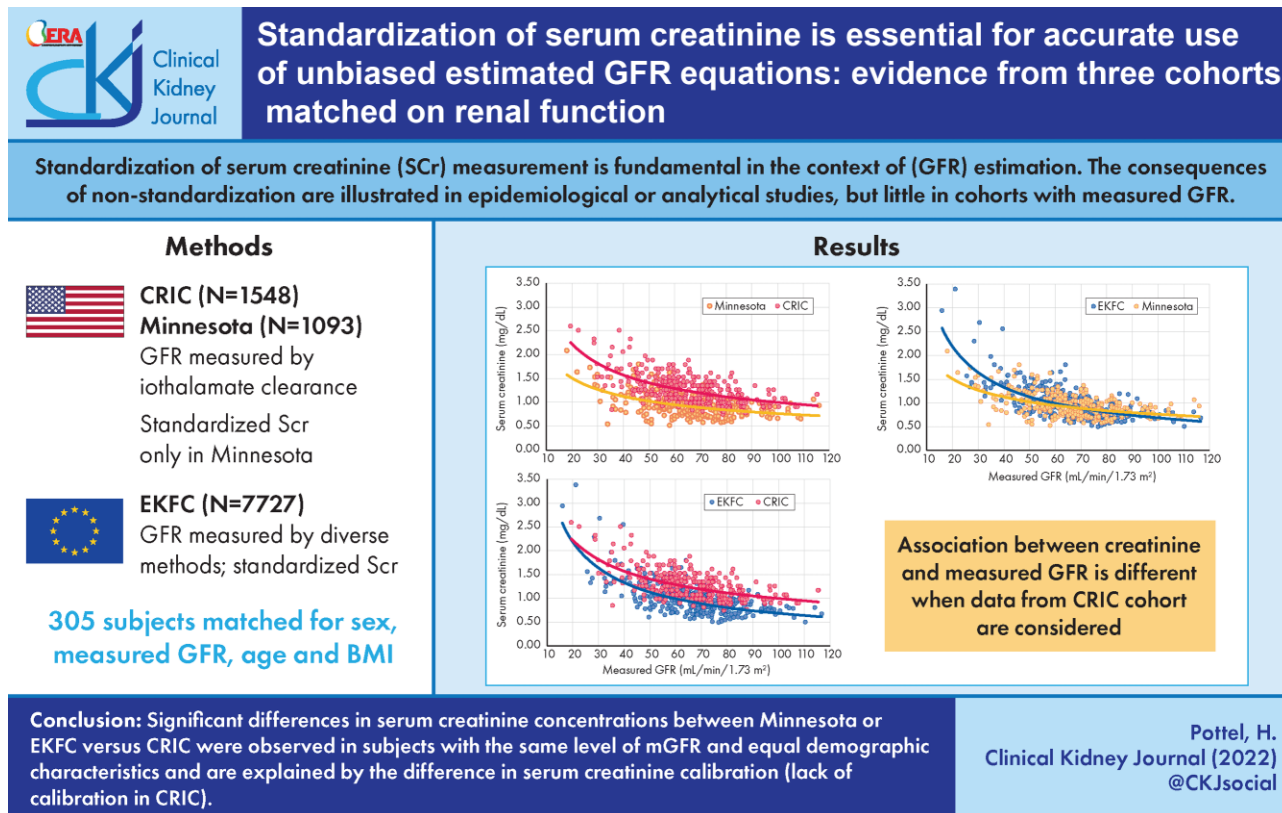 ERA
CKJ
Clinical
Kidney
Journal
Standardization of serum creatinine is essential for accurate use
of unbiased estimated GFR equations: evidence from three cohorts
matched on renal function
Standardization of serum creatinine (SCr) measurement is fundamental in the context of (GFR) estimation. The consequences
of non-standardization are illustrated in epidemiological or analytical studies, but little in cohorts with measured GFR.
Methods
CRIC (N=1548)
Minnesota (N=1093)
GFR measured by
iothalamate clearance
Standardized Scr
only in Minnesota
EKFC (N=7727)
GFR measured by diverse
methods; standardized Scr
305 subjects matched for sex,
measured GFR, age and BMI
Results
Serum creatinine (mg/dL)
3.50
3.00
2.50
2.00
1.50
1.00
0.50
0.00
Minnesota CRIC
10 20 30 40 50 60 70 80 90 100 110 120
Serum creatinine (mg/dL)
3.50
3.00
2.50
2.00
1.50
1.00
0.50
0.00
EKFC Minnesota
10 20 30 40 50 60 70 80 90 100 110 120
Measured GFR (mL/min/1.73 m²)
Serum creatinine (mg/dL)
3.50
3.00
2.50
2.00
1.50
1.00
0.50
0.00
EKFC CRIC
10 20 30 40 50 60 70 80 90 100 110 120
Measured GFR (mL/min/1.73 m²)
Association between creatinine
and measured GFR is different
when data from CRIC cohort
are considered
Conclusion: Significant differences in serum creatinine concentrations between Minnesota or
EKFC versus CRIC were observed in subjects with the same level of mGFR and equal demographic
characteristics and are explained by the difference in serum creatinine calibration (lack of
calibration in CRIC).
Pottel, H.
Clinical Kidney Journal (2022)
@CKJsocial